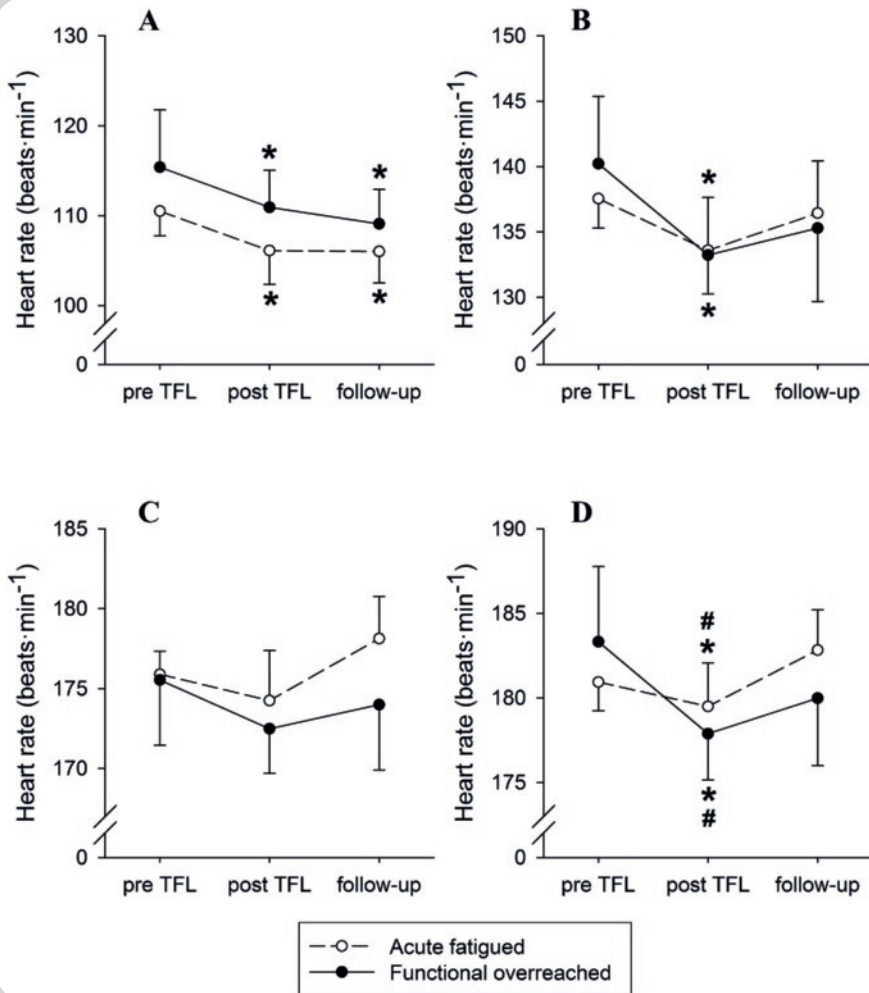 A
Heart rate (beats·min⁻¹)
130
120
110
100
0
pre TFL post TFL follow-up
*
*
*
*
B
Heart rate (beats·min⁻¹)
150
145
140
135
130
0
pre TFL post TFL follow-up
*
*
C
Heart rate (beats·min⁻¹)
185
180
175
170
0
pre TFL post TFL follow-up
D
Heart rate (beats·min⁻¹)
190
185
180
175
0
pre TFL post TFL follow-up
#
*
*
#
Acute fatigued
Functional overreached